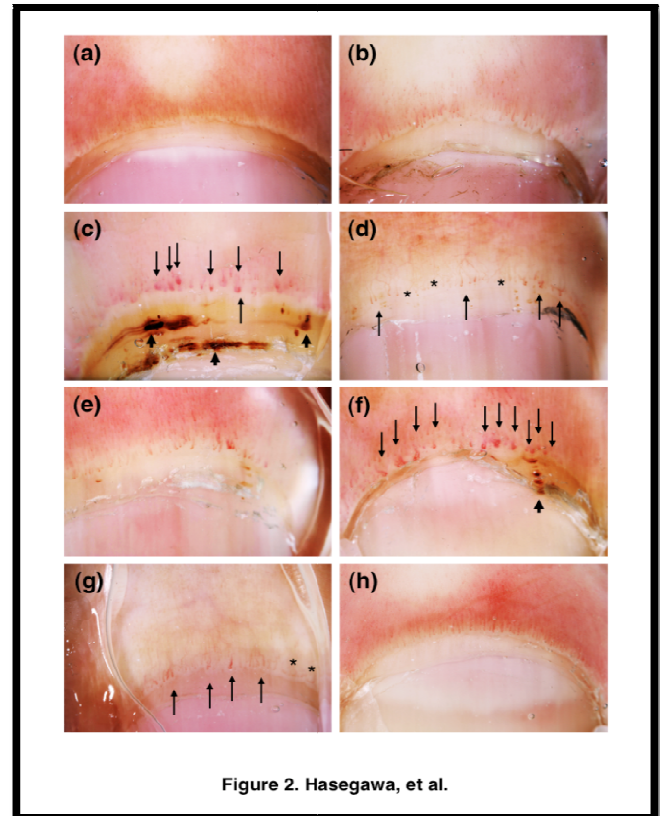 (a)
(b)
(c)
(d)
* * *
(e)
(f)
(g)
* *
(h)
Figure 2. Hasegawa, et al.